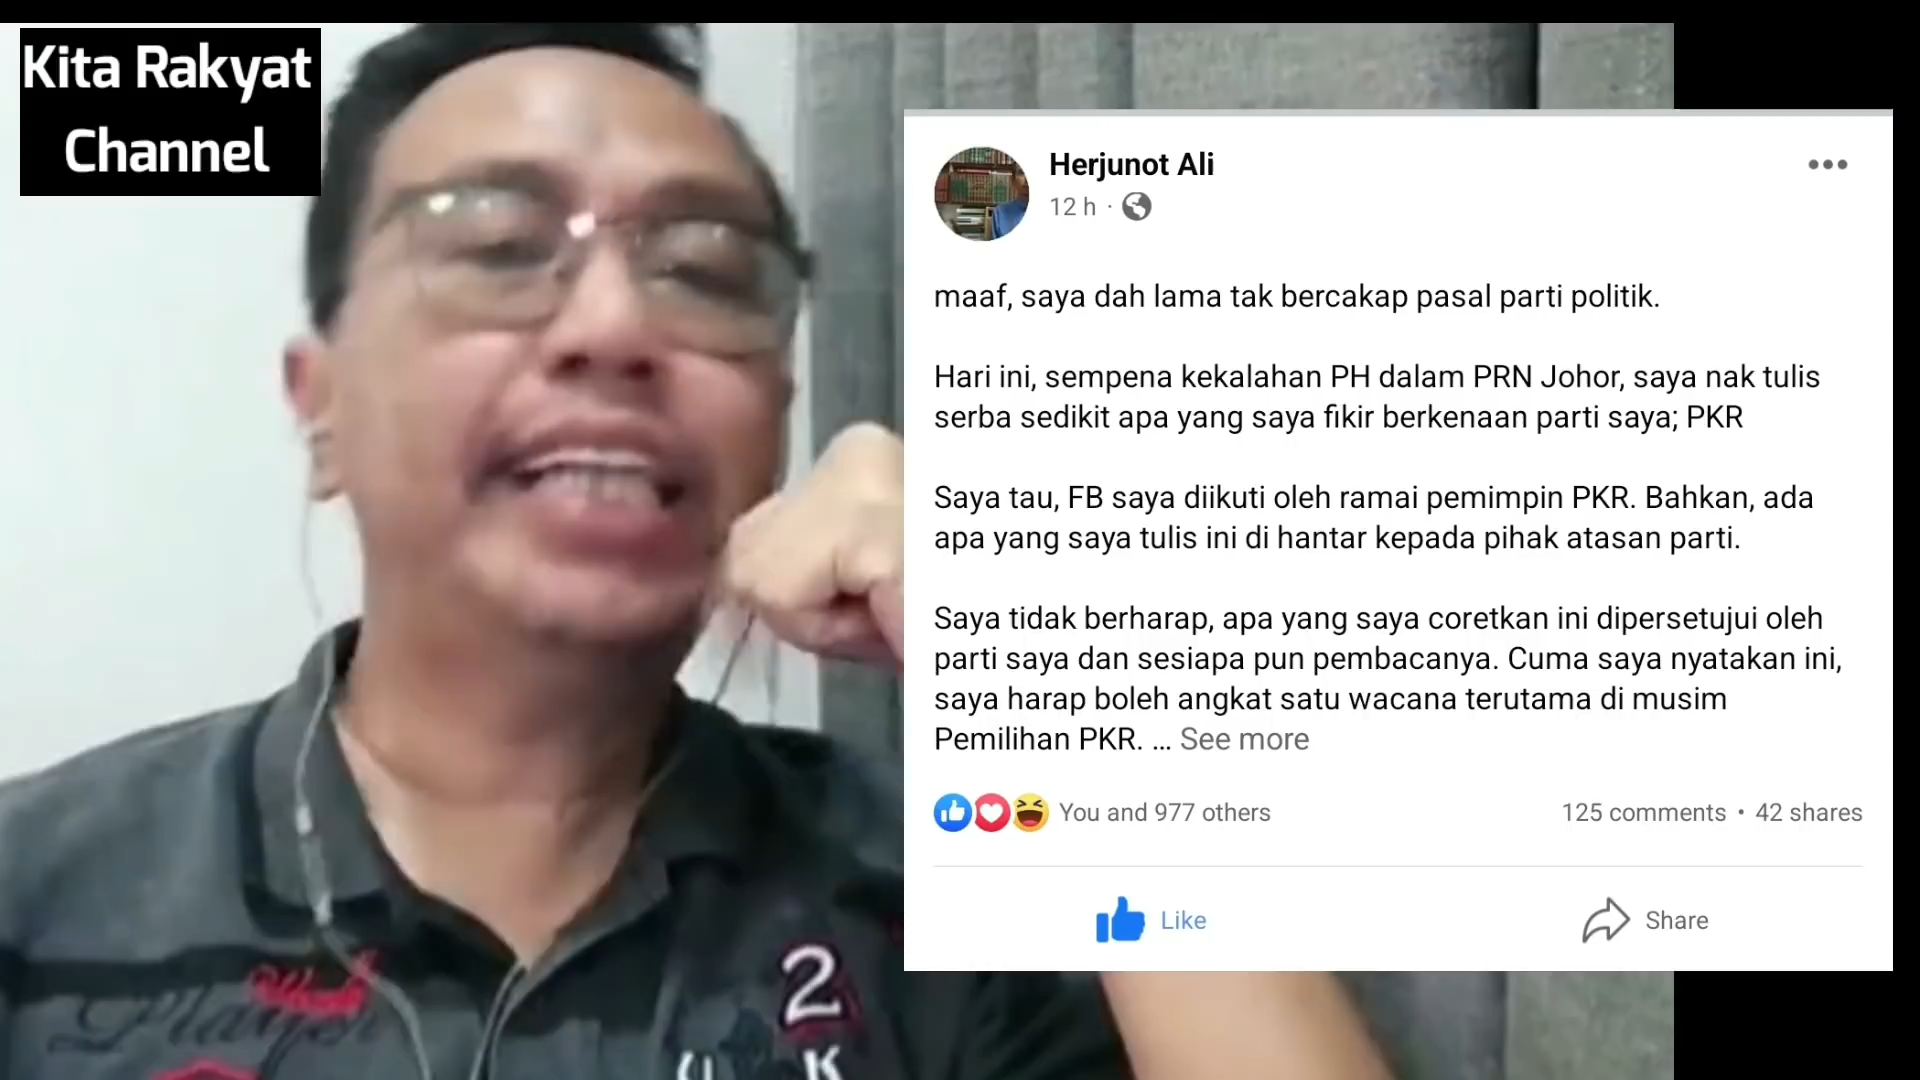 Kita Rakyat
Channel
Herjunot Ali
12 h ·
maaf, saya dah lama tak bercakap pasal parti politik.
Hari ini, sempena kekalahan PH dalam PRN Johor, saya nak tulis
serba sedikit apa yang saya fikir berkenaan parti saya; PKR
Saya tau, FB saya diikuti oleh ramai pemimpin PKR. Bahkan, ada
apa yang saya tulis ini di hantar kepada pihak atasan parti.
Saya tidak berharap, apa yang saya coretkan ini dipersetujui oleh
parti saya dan sesiapa pun pembacanya. Cuma saya nyatakan ini,
saya harap boleh angkat satu wacana terutama di musim
Pemilihan PKR. ... See more
You and 977 others
125 comments • 42 shares
Like
Share
2
K